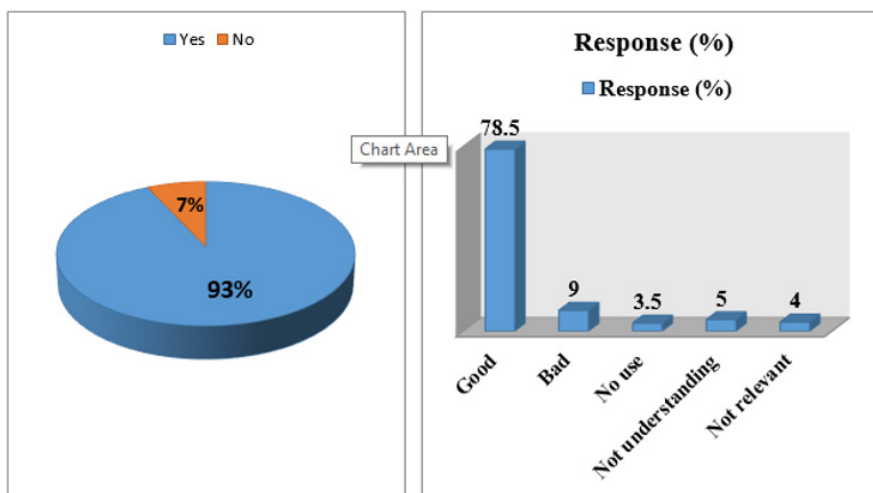 Yes No
7%
93%
Response (%)
Response (%)
78.5
Chart Area
9
3.5
5
4
Good
Bad
No use
Not understanding
Not relevant